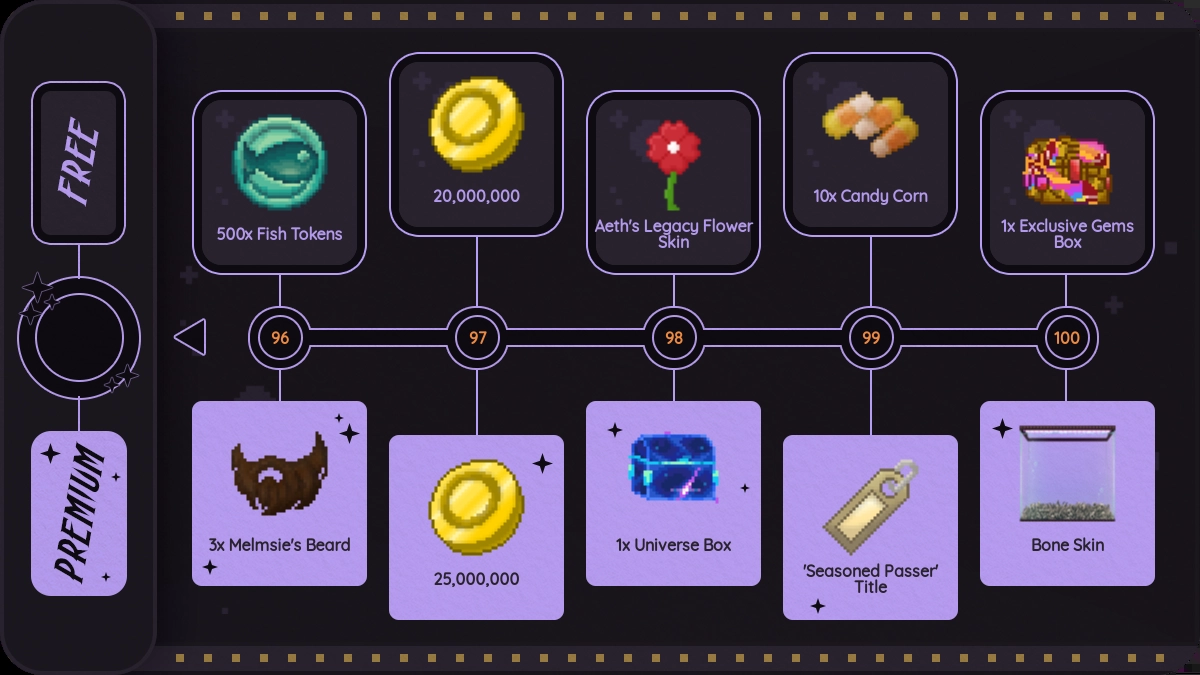 FREE
500x Fish Tokens
20,000,000
Aeth's Legacy Flower
Skin
10x Candy Corn
1x Exclusive Gems
Box
96
97
98
99
100
PREMIUM
3x Melmsie's Beard
25,000,000
1x Universe Box
'Seasoned Passer'
Title
Bone Skin